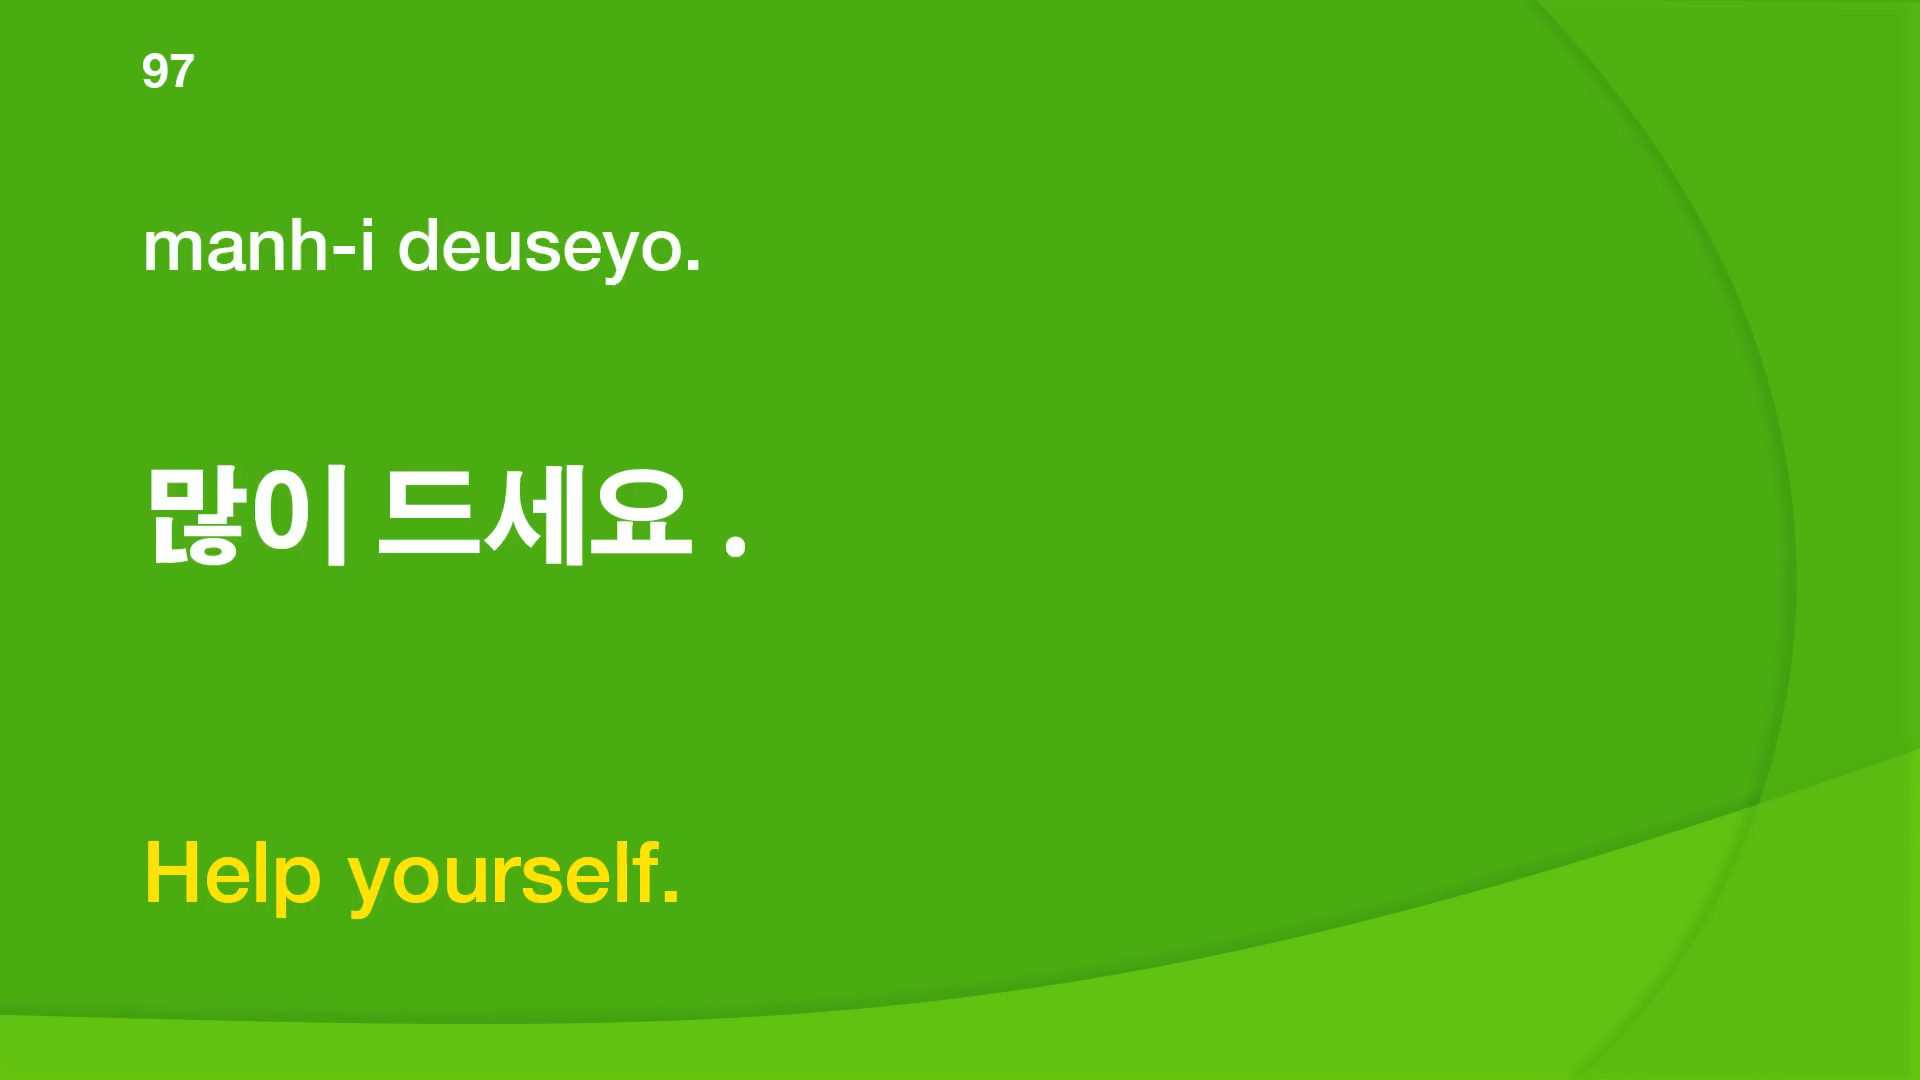 97
manh-i deuseyo.
많이 드세요 .
Help yourself.